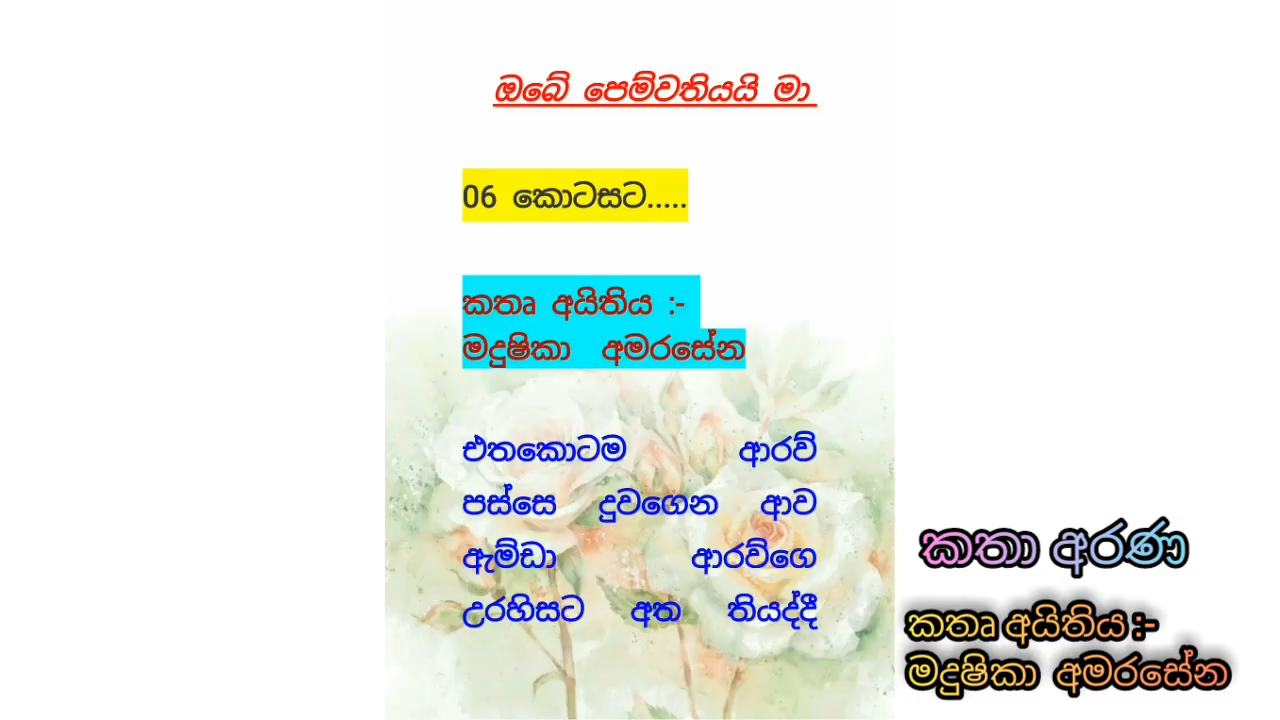 ඔබේ පෙම්වතියයි මා
06 කොටසට.....
කතෘ අයිතිය :-
මදුෂිකා අමරසේන
එතකොටම ආරව්
පස්සෙ දුවගෙන ආව
ඇම්ඩා ආරව්ගෙ
උරහිසට අත තියද්දී
කතා අරණ
කතෘ අයිතිය :-
මදුෂිකා අමරසේන